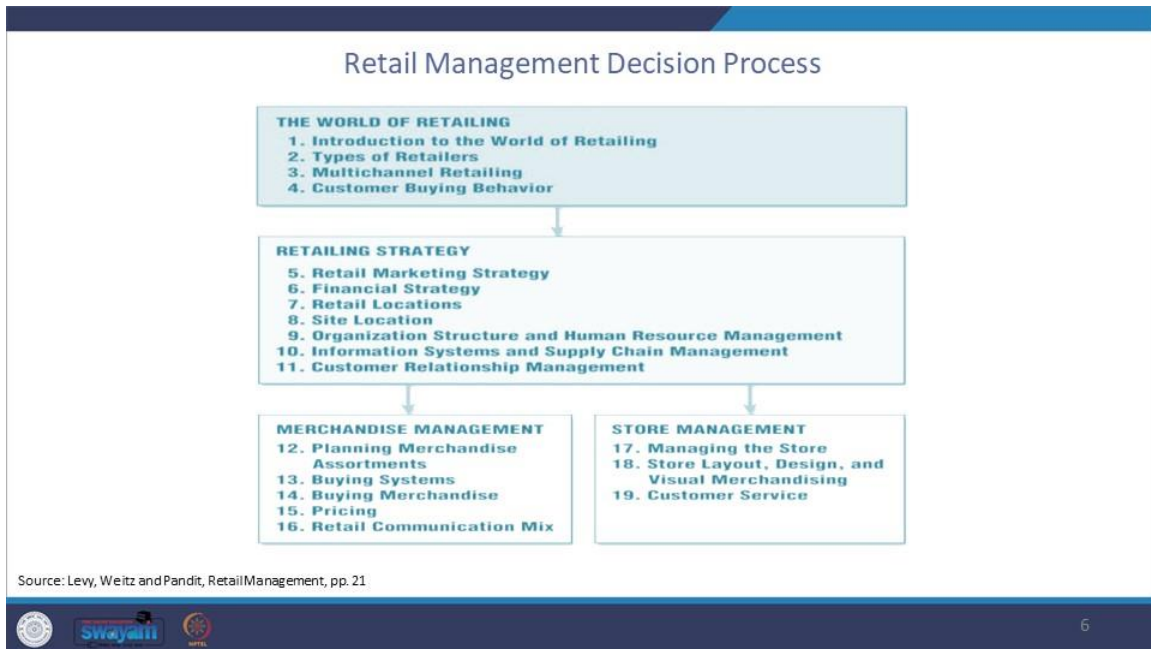 Retail Management Decision Process
THE WORLD OF RETAILING
1. Introduction to the World of Retailing
2. Types of Retailers
3. Multichannel Retailing
4. Customer Buying Behavior
RETAILING STRATEGY
5. Retail Marketing Strategy
6. Financial Strategy
7. Retail Locations
8. Site Location
9. Organization Structure and Human Resource Management
10. Information Systems and Supply Chain Management
11. Customer Relationship Management
MERCHANDISE MANAGEMENT
12. Planning Merchandise
Assortments
13. Buying Systems
14. Buying Merchandise
15. Pricing
16. Retail Communication Mix
STORE MANAGEMENT
17. Managing the Store
18. Store Layout, Design, and
Visual Merchandising
19. Customer Service
Source: Levy, Weitz and Pandit, Retail Management, pp. 21
swayam
NPTEL
6